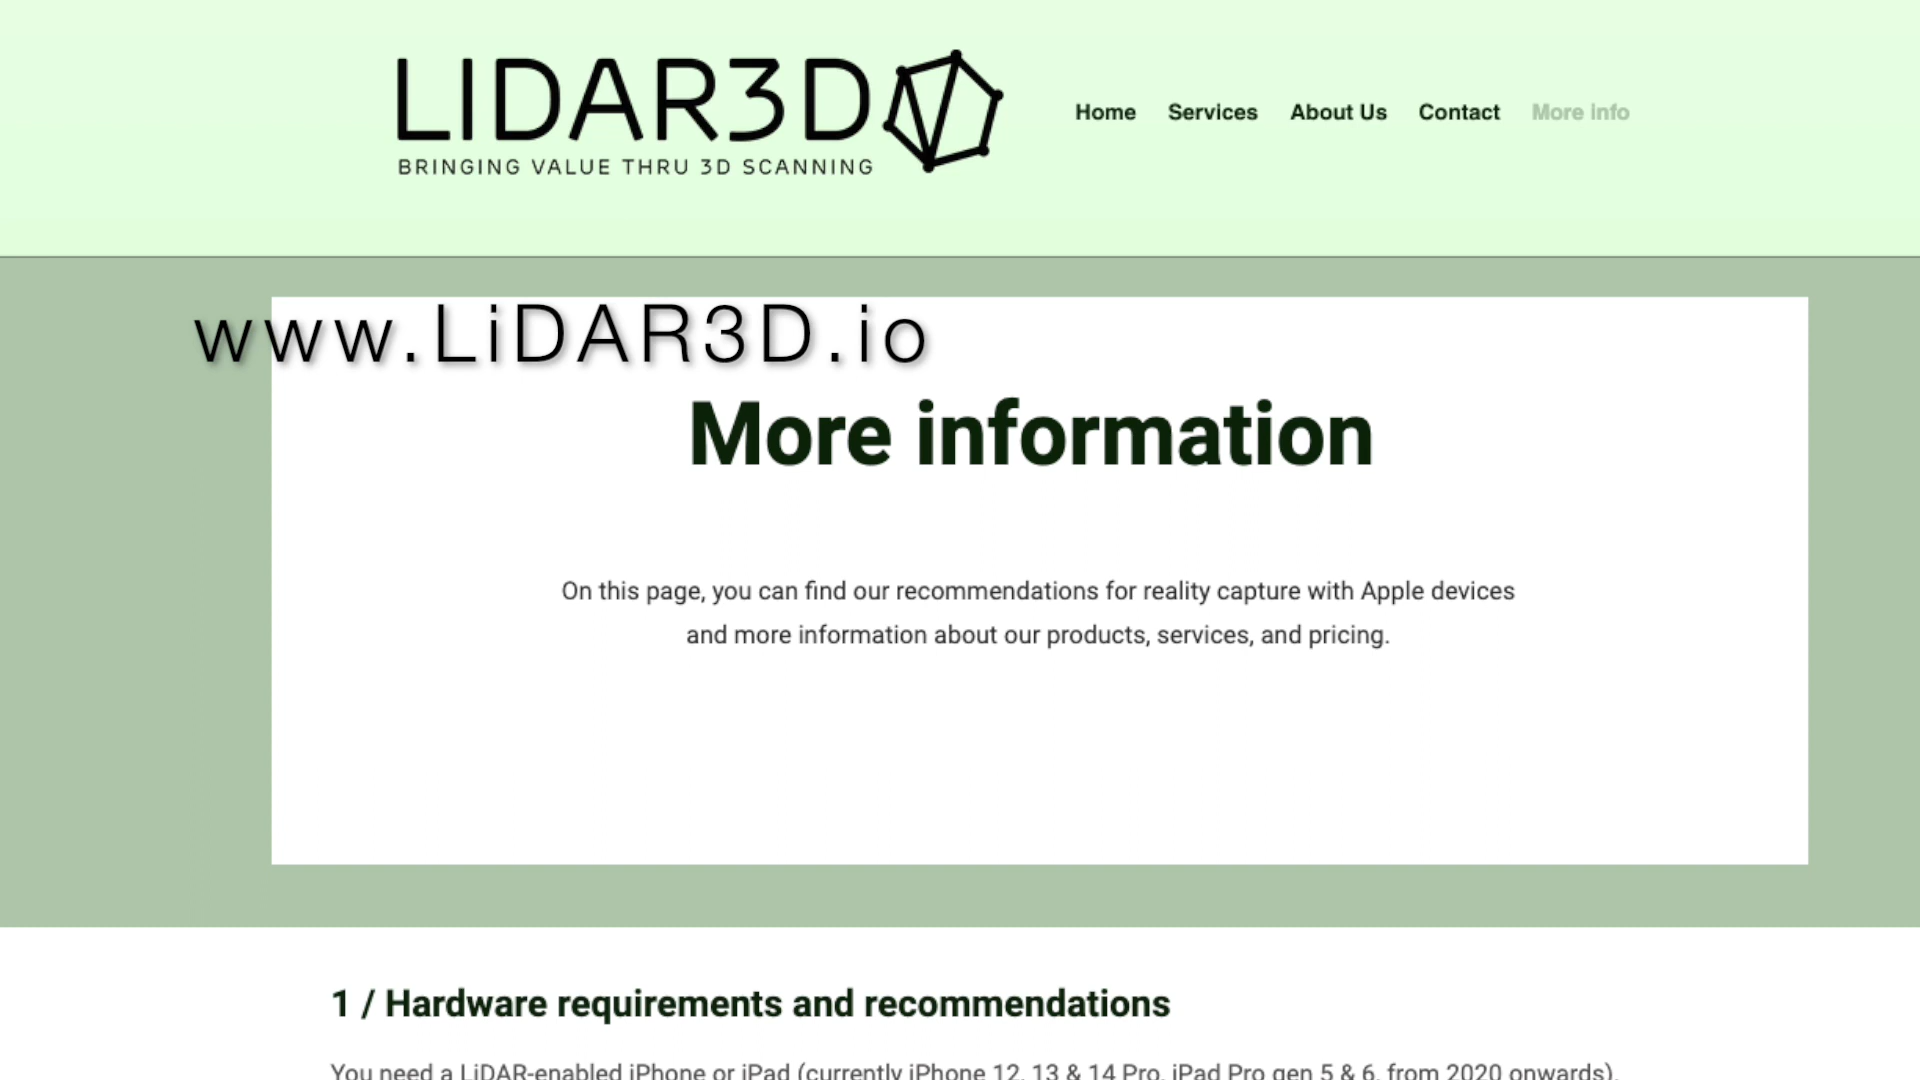 LIDAR3D
BRINGING VALUE THRU 3D SCANNING
Home Services About Us Contact More Info
www.LiDAR3D.io
More information
On this page, you can find our recommendations for reality capture with Apple devices
and more information about our products, services, and pricing.
1 / Hardware requirements and recommendations
You need a LiDAR-enabled iPhone or iPad (currently iPhone 12, 13 & 14 Pro, iPad Pro gen 5 & 6, from 2020 onwards).